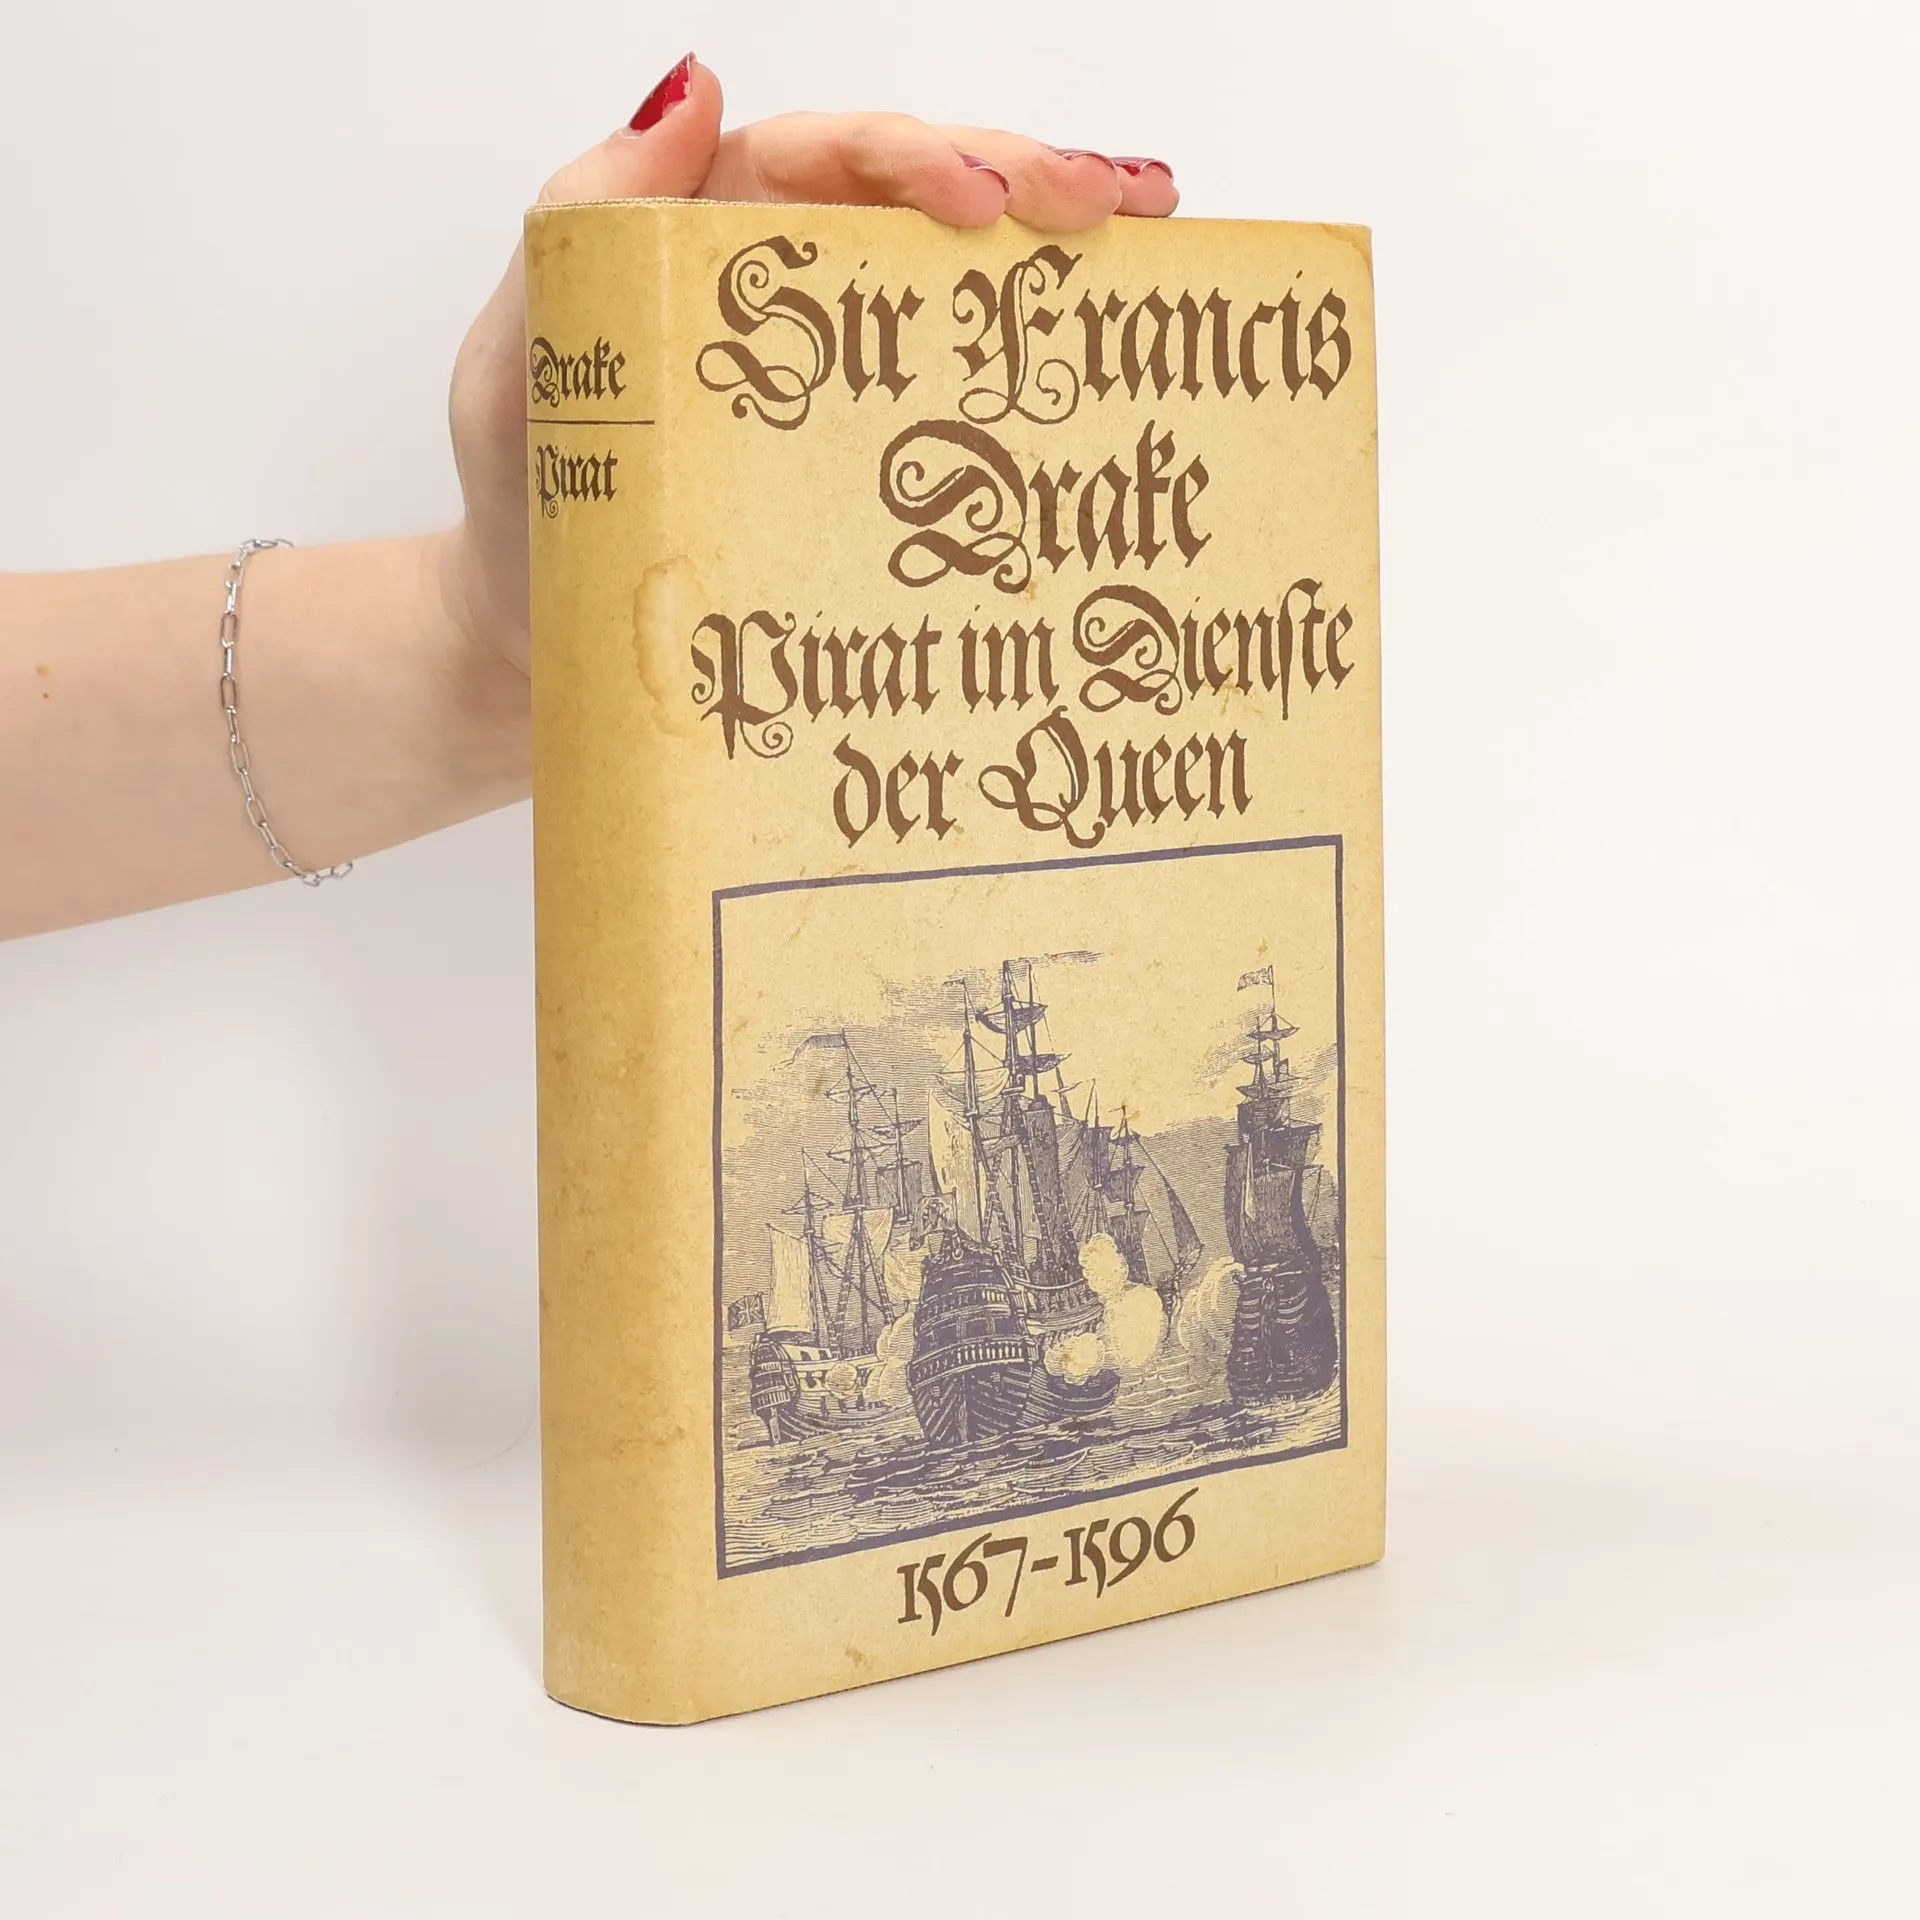 Drake
Pirat
Sir Francis
Drake
Pirat im Dienſte
der Queen
1567-1596